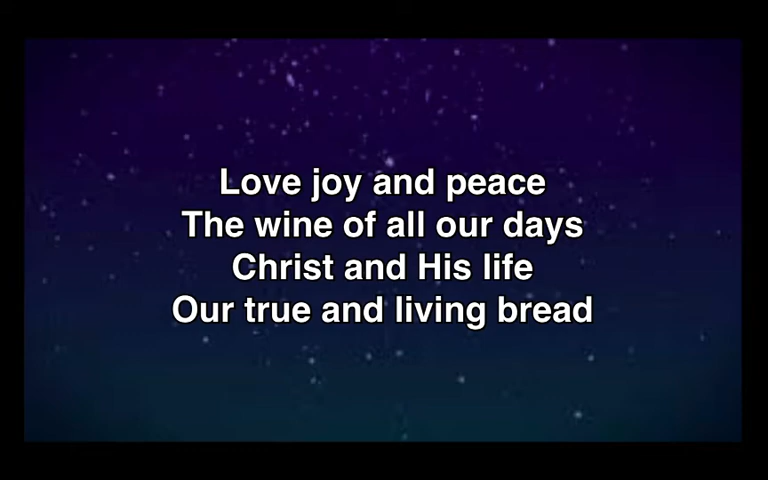 Love joy and peace
The wine of all our days
Christ and His life
Our true and living bread